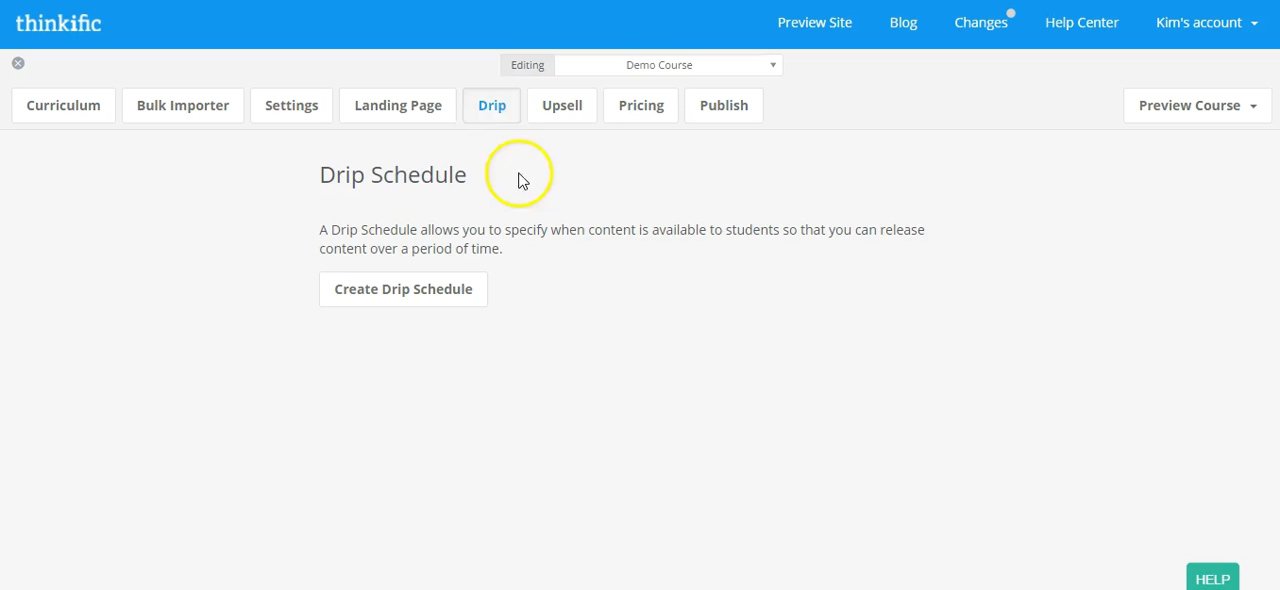 thinkific
Preview Site Blog Changes Help Center Kim's account
Editing Demo Course
Curriculum Bulk Importer Settings Landing Page Drip Upsell Pricing Publish Preview Course
Drip Schedule
A Drip Schedule allows you to specify when content is available to students so that you can release
content over a period of time.
Create Drip Schedule
HELP